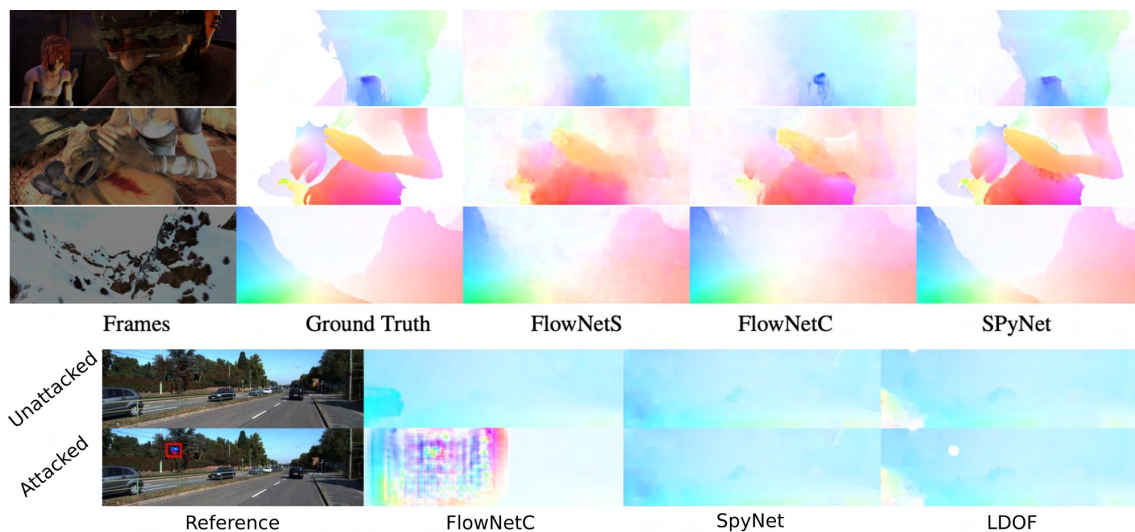 Frames Ground Truth FlowNetS FlowNetC SPyNet
Unattacked
Attacked
Reference FlowNetC SpyNet LDOF